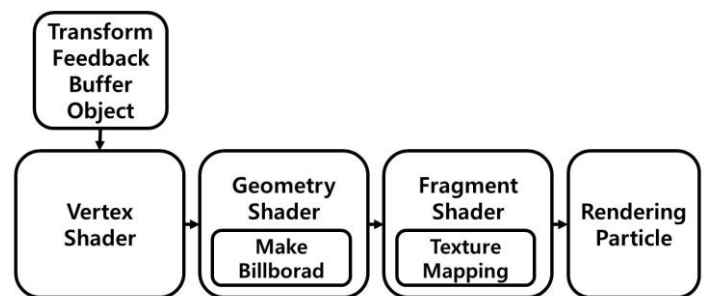 Transform
Feedback
Buffer
Object
Vertex
Shader
Geometry
Shader
Make
Billborad
Fragment
Shader
Texture
Mapping
Rendering
Particle